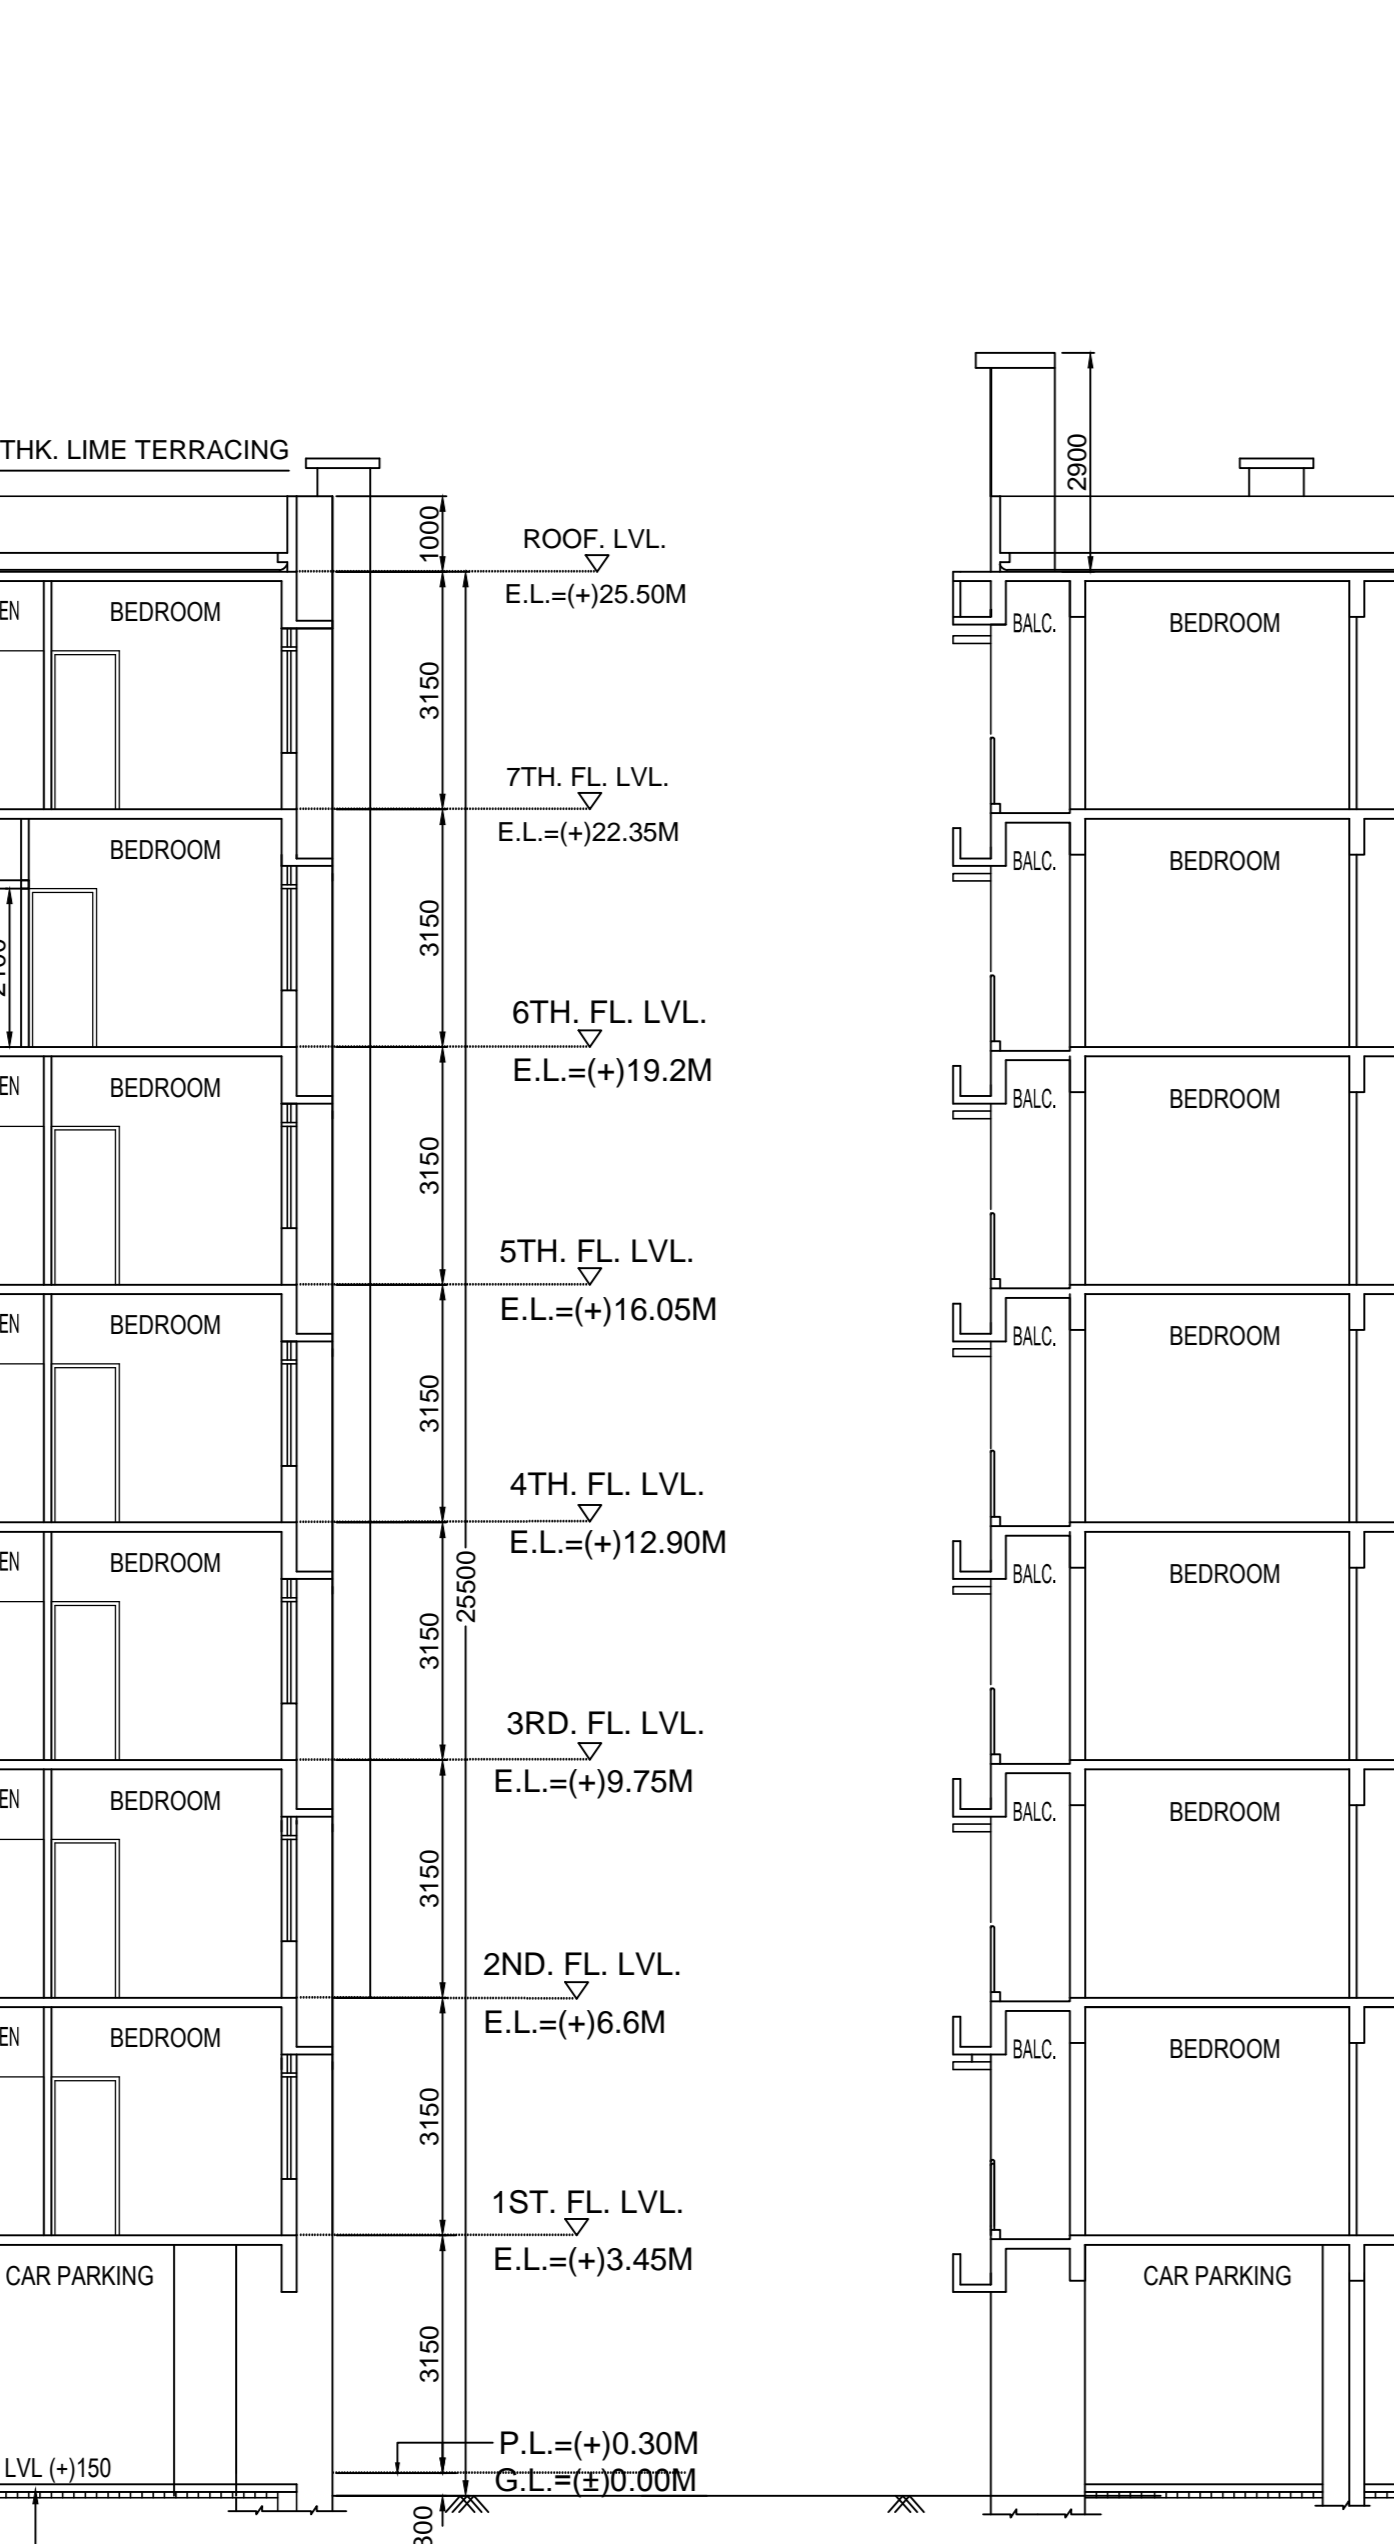 THK. LIME TERRACING
2900
1000
ROOF. LVL.
E.L.=(+)25.50M
EN
BEDROOM
BALC.
BEDROOM
3150
7TH. FL. LVL.
E.L.=(+)22.35M
BEDROOM
BALC.
BEDROOM
3150
6TH. FL. LVL.
E.L.=(+)19.2M
EN
BEDROOM
BALC.
BEDROOM
3150
5TH. FL. LVL.
E.L.=(+)16.05M
EN
BEDROOM
BALC.
BEDROOM
3150
4TH. FL. LVL.
E.L.=(+)12.90M
25500
EN
BEDROOM
BALC.
BEDROOM
3150
3RD. FL. LVL.
E.L.=(+)9.75M
EN
BEDROOM
BALC.
BEDROOM
3150
2ND. FL. LVL.
E.L.=(+)6.6M
EN
BEDROOM
BALC.
BEDROOM
3150
1ST. FL. LVL.
E.L.=(+)3.45M
CAR PARKING
CAR PARKING
3150
P.L.=(+)0.30M
LVL (+)150
G.L.=(±)0.00M